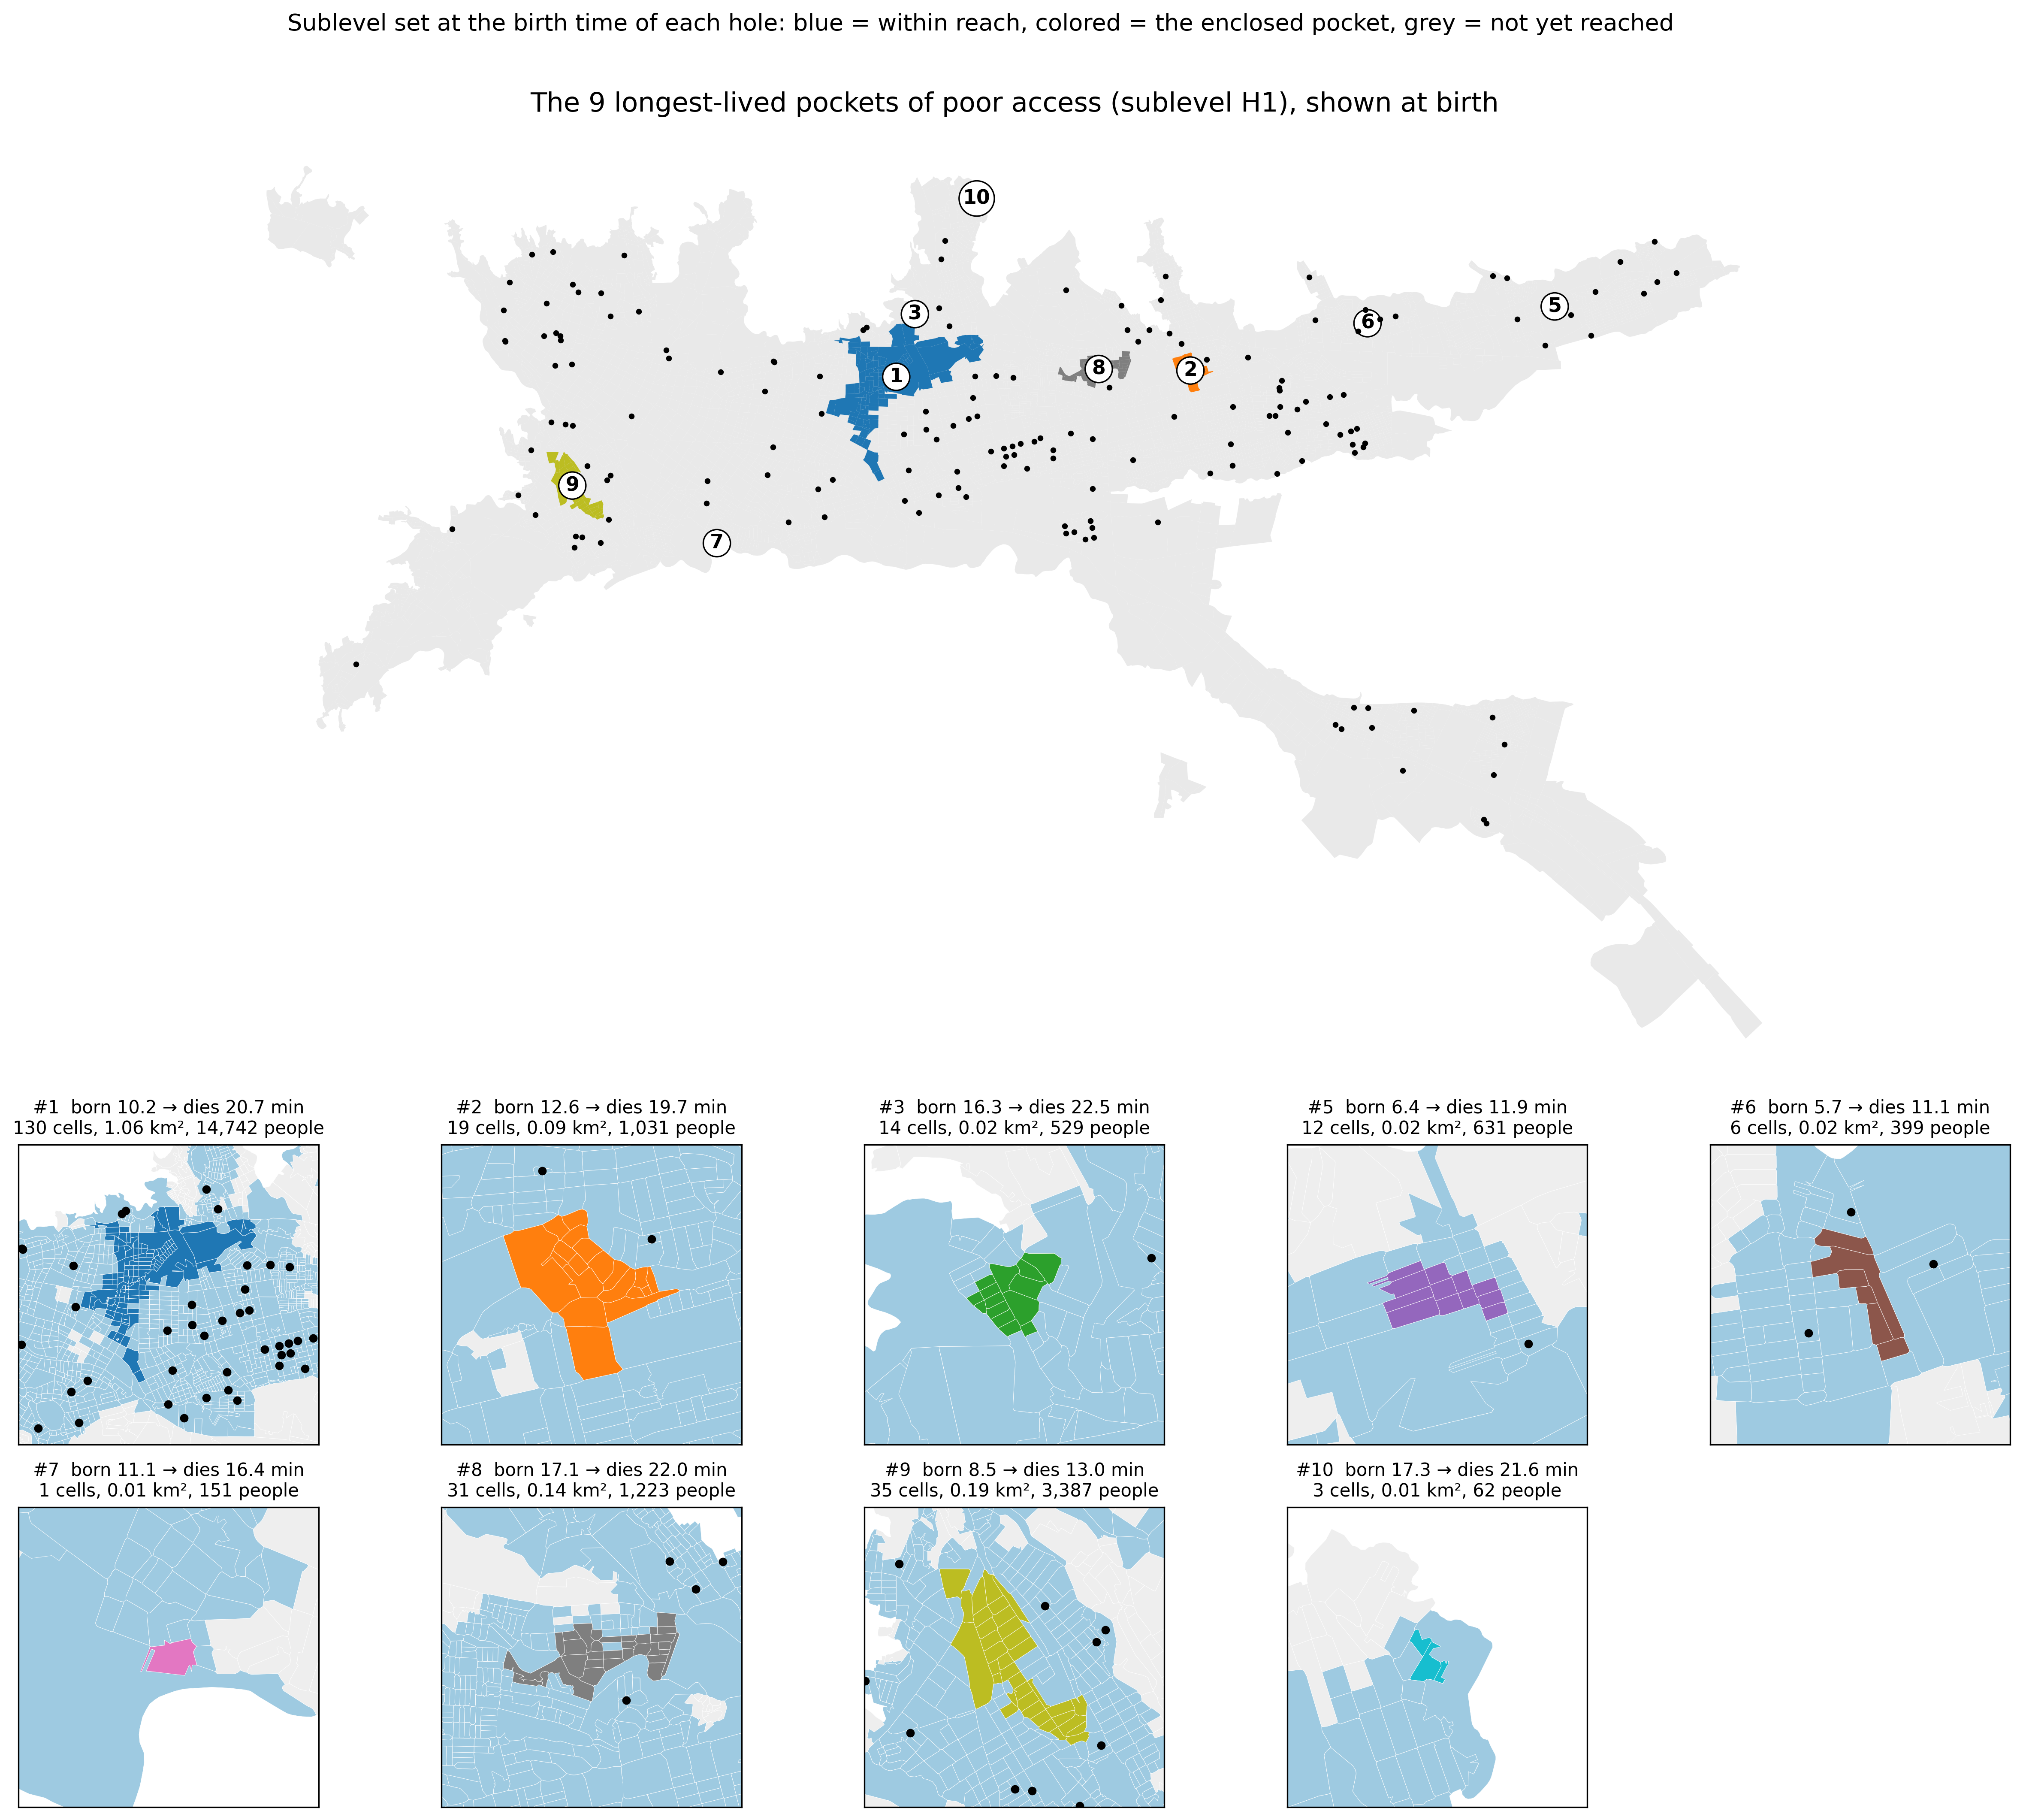 Sublevel set at the birth time of each hole: blue = within reach, colored = the enclosed pocket, grey = not yet reached
The 9 longest-lived pockets of poor access (sublevel H1), shown at birth
10
3
5
6
1
8
2
9
7
#1 born 10.2 → dies 20.7 min
130 cells, 1.06 km², 14,742 people
#2 born 12.6 → dies 19.7 min
19 cells, 0.09 km², 1,031 people
#3 born 16.3 → dies 22.5 min
14 cells, 0.02 km², 529 people
#5 born 6.4 → dies 11.9 min
12 cells, 0.02 km², 631 people
#6 born 5.7 → dies 11.1 min
6 cells, 0.02 km², 399 people
#7 born 11.1 → dies 16.4 min
1 cells, 0.01 km², 151 people
#8 born 17.1 → dies 22.0 min
31 cells, 0.14 km², 1,223 people
#9 born 8.5 → dies 13.0 min
35 cells, 0.19 km², 3,387 people
#10 born 17.3 → dies 21.6 min
3 cells, 0.01 km², 62 people